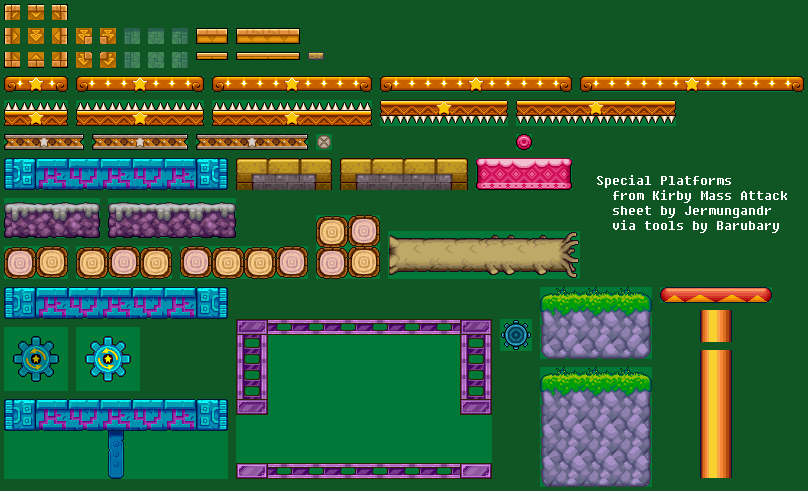 Special Platforms
from Kirby Mass Attack
sheet by Jermungandr
via tools by Barubary